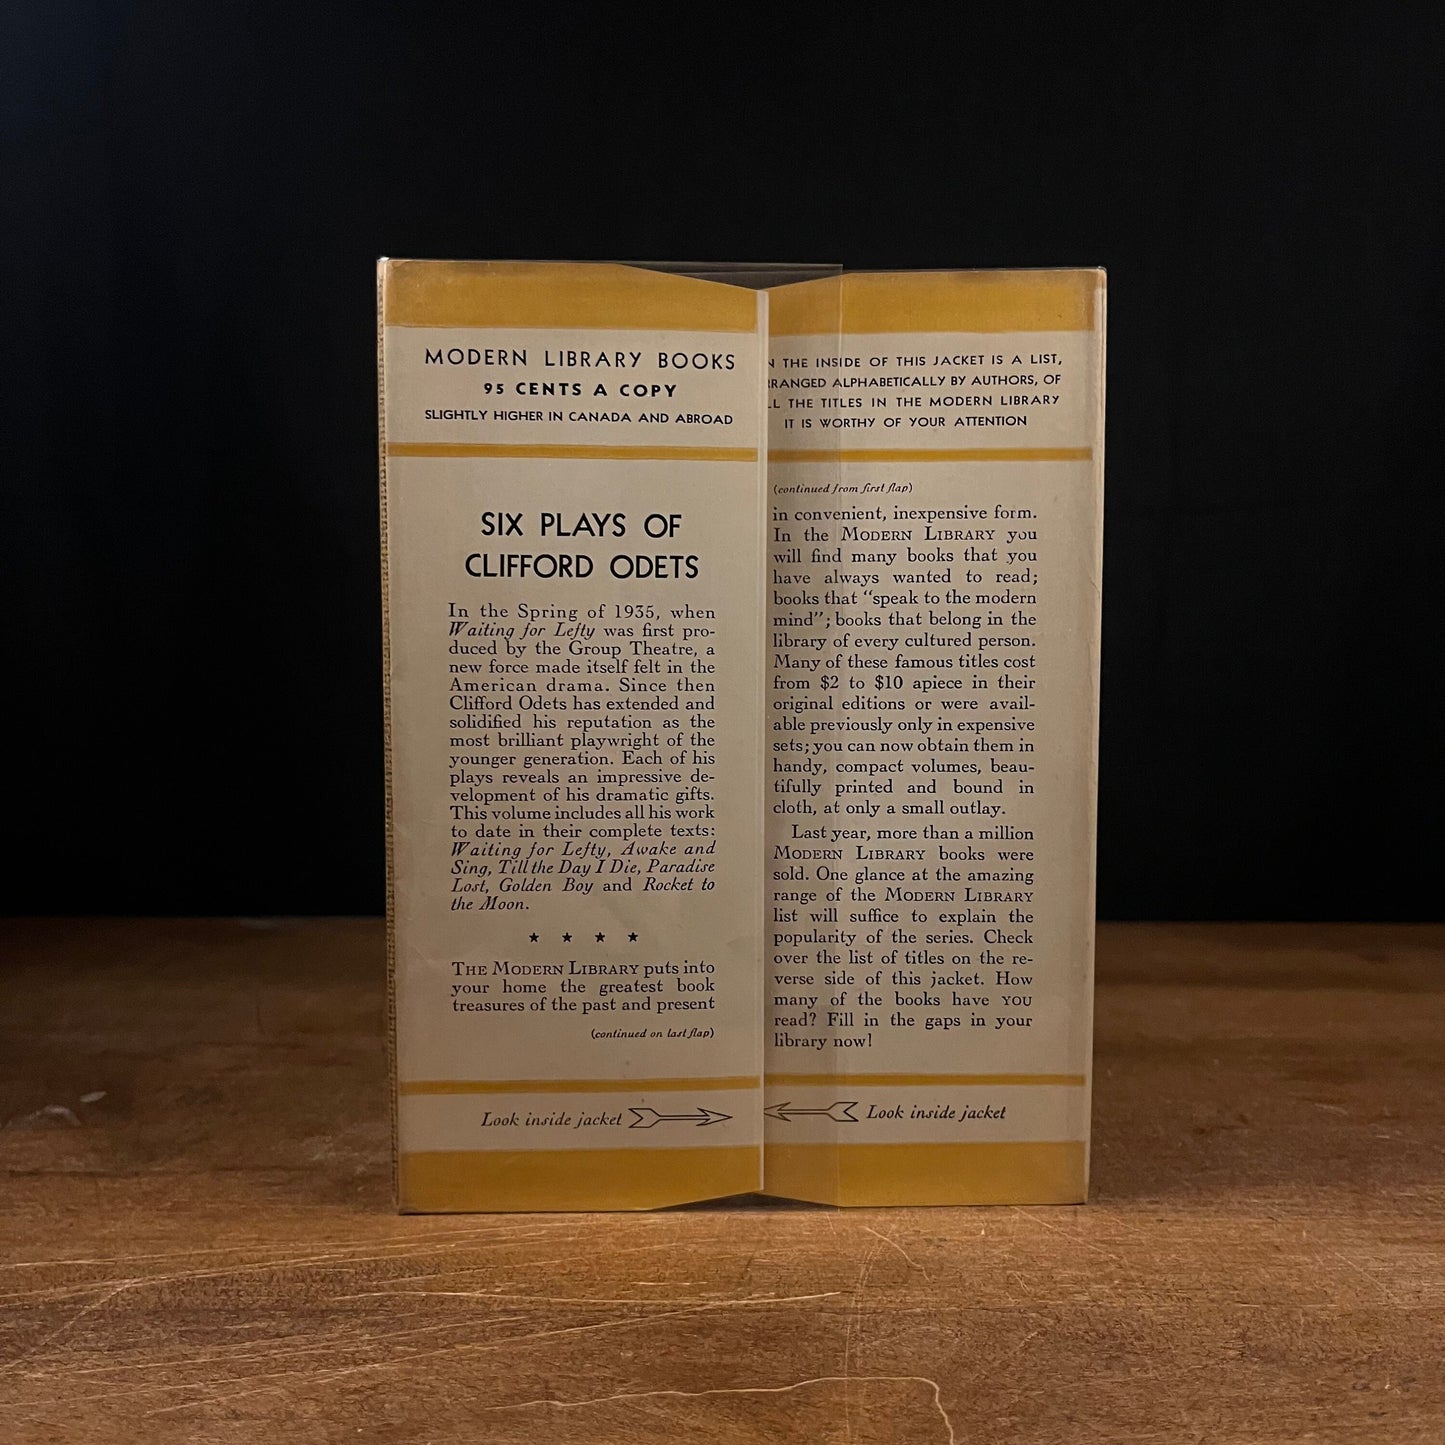 MODERN LIBRARY BOOKS
95 CENTS A COPY
SLIGHTLY HIGHER IN CANADA AND ABROAD
SIX PLAYS OF
CLIFFORD ODETS
In the Spring of 1935, when
Waiting for Lefty was first pro-
duced by the Group Theatre, a
new force made itself felt in the
American drama. Since then
Clifford Odets has extended and
solidified his reputation as the
most brilliant playwright of the
younger generation. Each of his
plays reveals an impressive de-
velopment of his dramatic gifts.
This volume includes all his work
to date in their complete texts:
Waiting for Lefty, Awake and
Sing, Till the Day I Die, Paradise
Lost, Golden Boy and Rocket to
the Moon.
THE MODERN LIBRARY puts into
your home the greatest book
treasures of the past and present
(continued on last flap)
Look inside jacket
THE INSIDE OF THIS JACKET IS A LIST,
RRANGED ALPHABETICALLY BY AUTHORS, OF
LL THE TITLES IN THE MODERN LIBRARY
IT IS WORTHY OF YOUR ATTENTION
(continued from first flap)
in convenient, inexpensive form.
In the MODERN LIBRARY you
will find many books that you
have always wanted to read;
books that "speak to the modern
mind"; books that belong in the
library of every cultured person.
Many of these famous titles cost
from $2 to $10 apiece in their
original editions or were avail-
able previously only in expensive
sets; you can now obtain them in
handy, compact volumes, beau-
tifully printed and bound in
cloth, at only a small outlay.
Last year, more than a million
MODERN LIBRARY books were
sold. One glance at the amazing
range of the MODERN LIBRARY
list will suffice to explain the
popularity of the series. Check
over the list of titles on the re-
verse side of this jacket. How
many of the books have YOU
read? Fill in the gaps in your
library now!
Look inside jacket